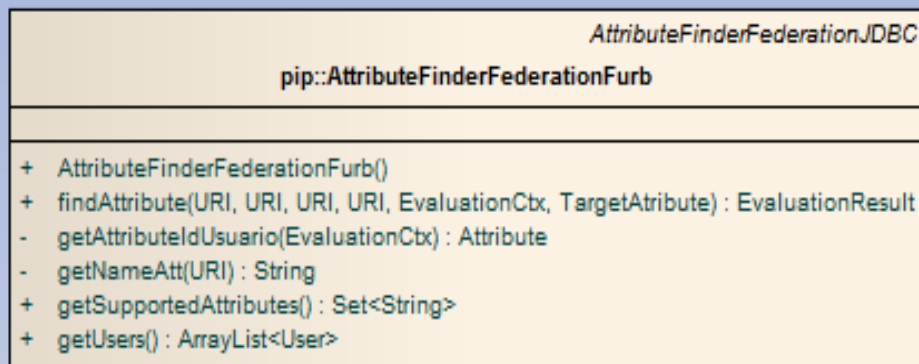 AttributeFinderFederationJDBC
pip::AttributeFinderFederationFurb
+ AttributeFinderFederationFurb()
+ findAttribute(URI, URI, URI, URI, EvaluationCtx, TargetAtribute) : EvaluationResult
- getAttributeIdUsuario(EvaluationCtx) : Attribute
- getNameAtt(URI) : String
+ getSupportedAttributes() : Set<String>
+ getUsers() : ArrayList<User>